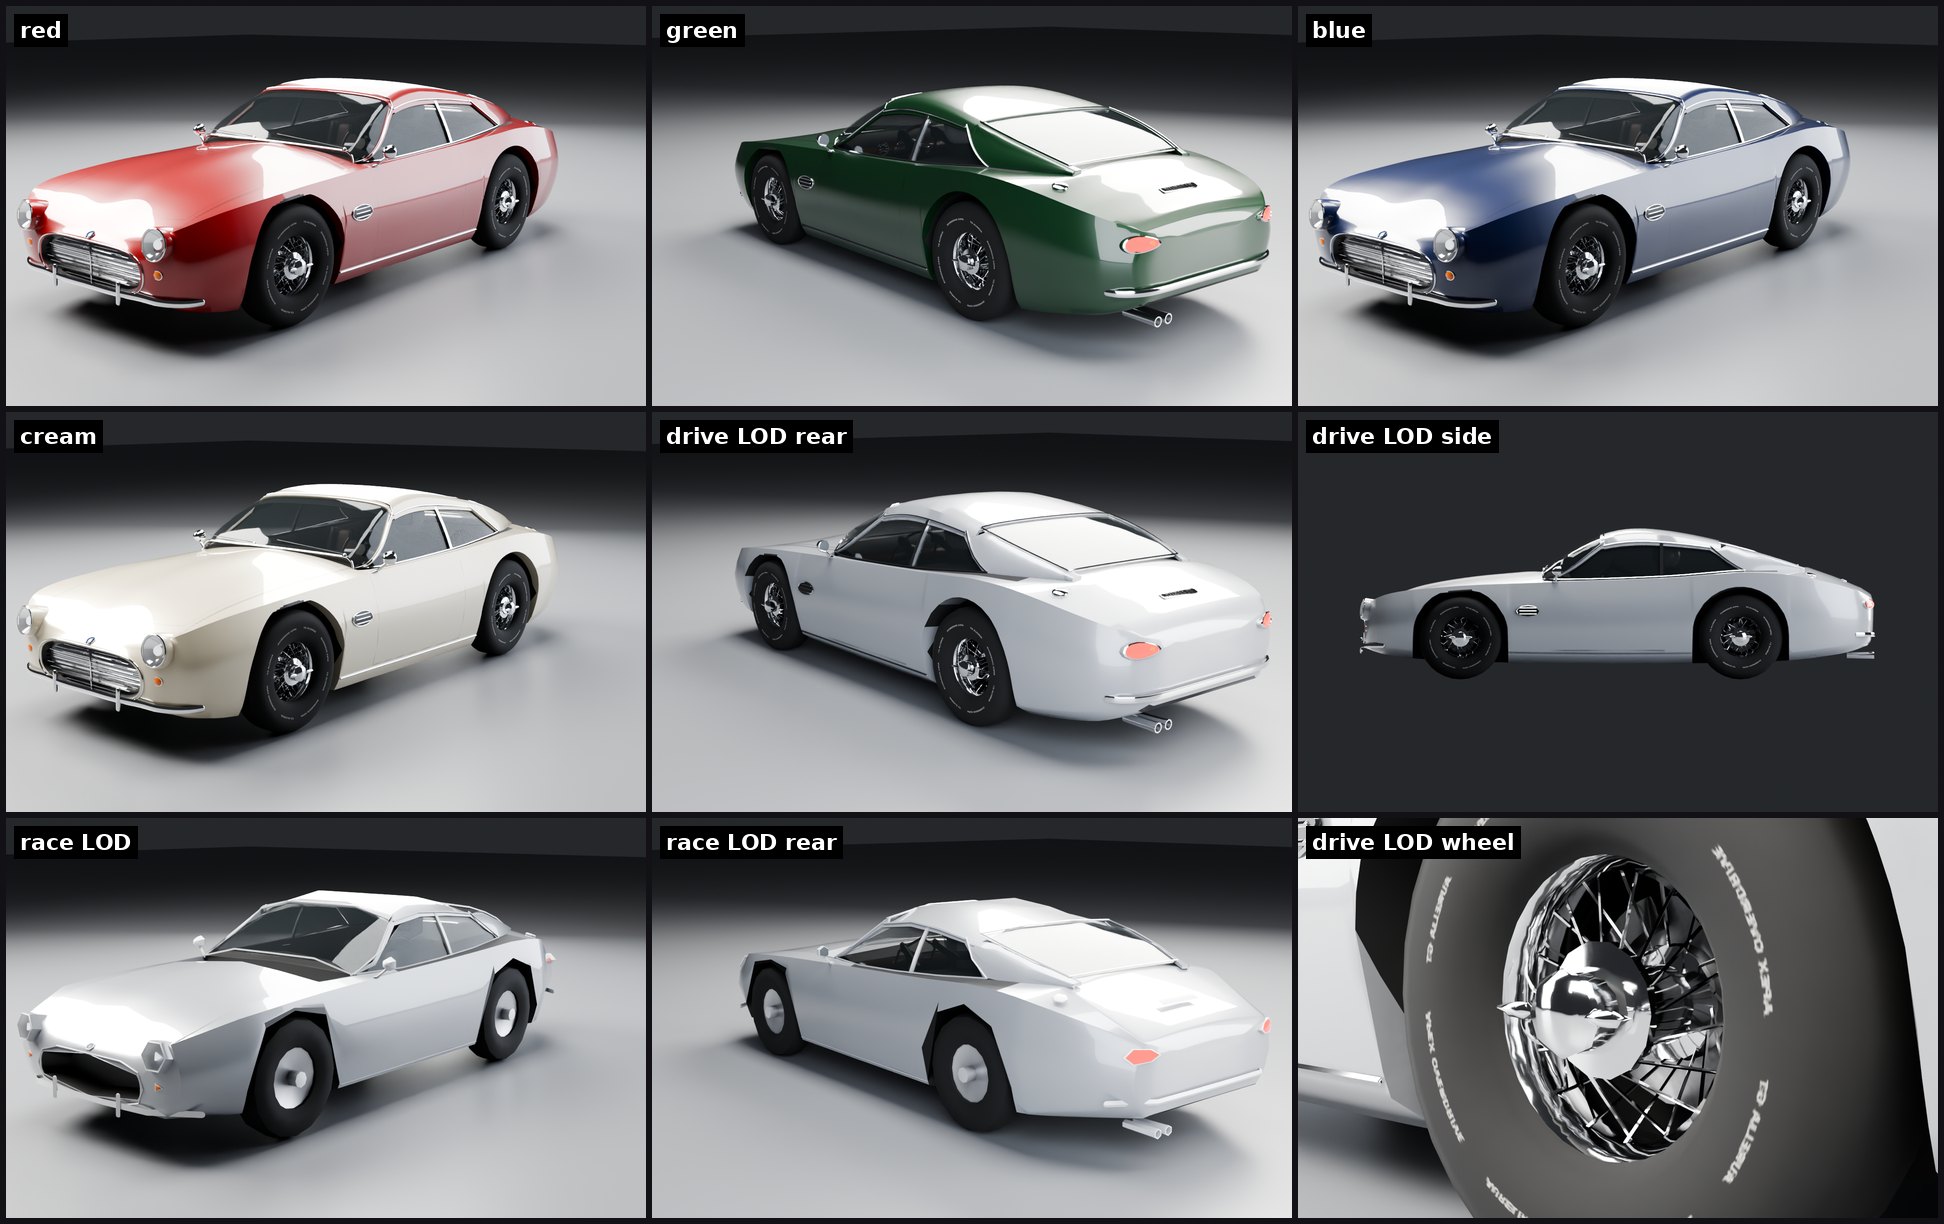 red
green
blue
cream
drive LOD rear
drive LOD side
race LOD
race LOD rear
drive LOD wheel